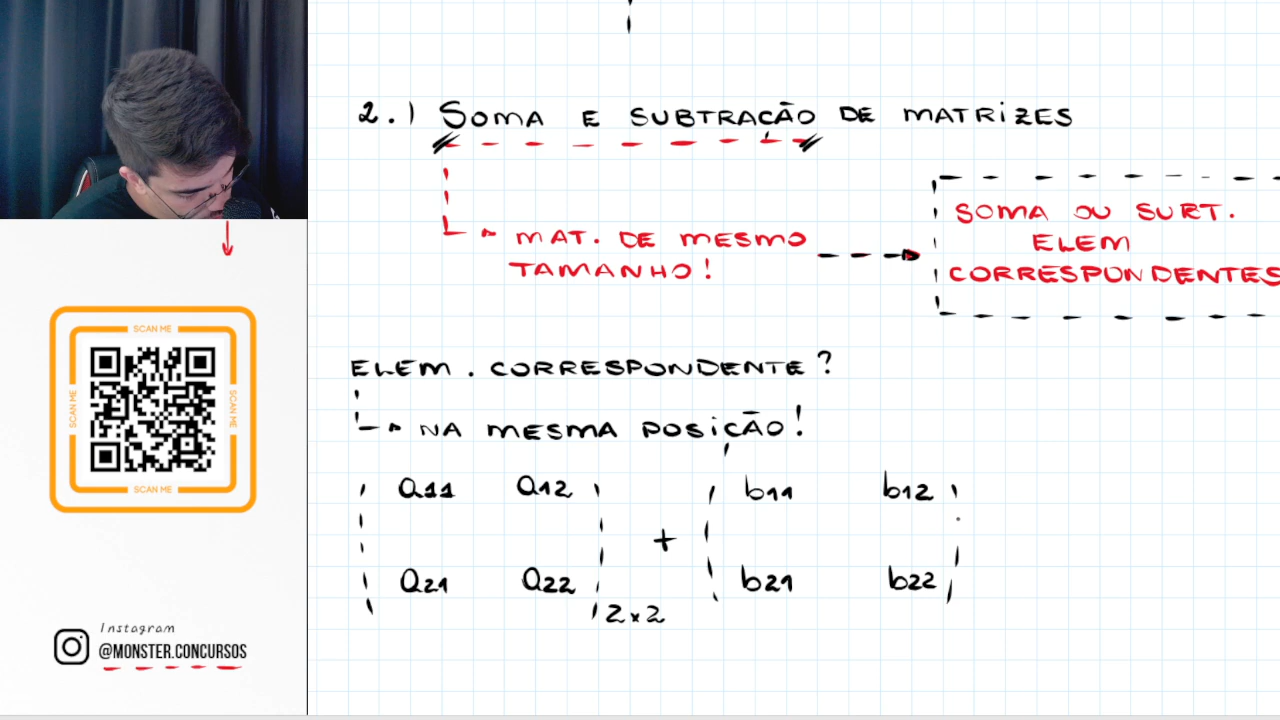 2.1 SOMA E SUBTRAÇÃO DE MATRIZES
MAT. DE MESMO
TAMANHO!
SOMA OU SUBT.
ELEM
CORRESPONDENTES
ELEM. CORRESPONDENTE?
NA MESMA POSIÇÃO!
a11 a12 + b11 b12
a21 a22 b21 b22
2x2
SCAN ME
SCAN ME
SCAN ME
SCAN ME
Instagram
@MONSTER.CONCURSOS